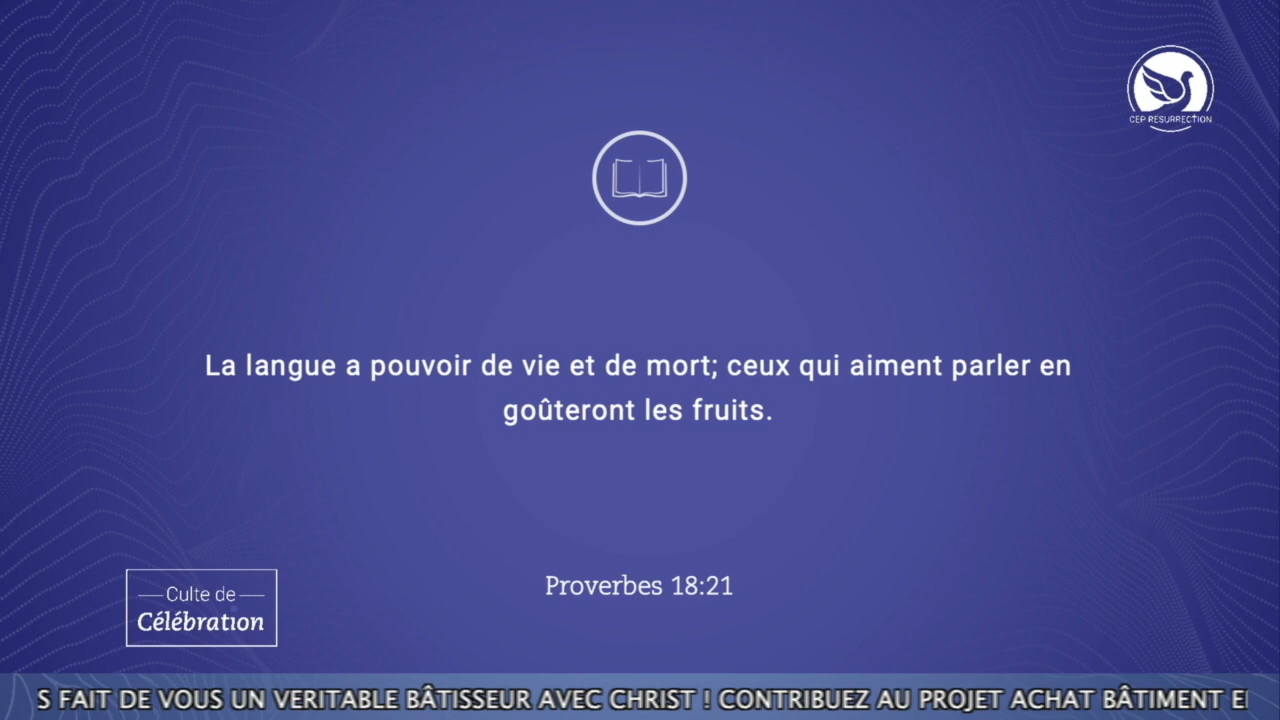 CEP RESURRECTION
La langue a pouvoir de vie et de mort; ceux qui aiment parler en
goûteront les fruits.
Proverbes 18:21
Culte de
Célébration
S FAIT DE VOUS UN VERITABLE BÂTISSEUR AVEC CHRIST ! CONTRIBUEZ AU PROJET ACHAT BÂTIMENT